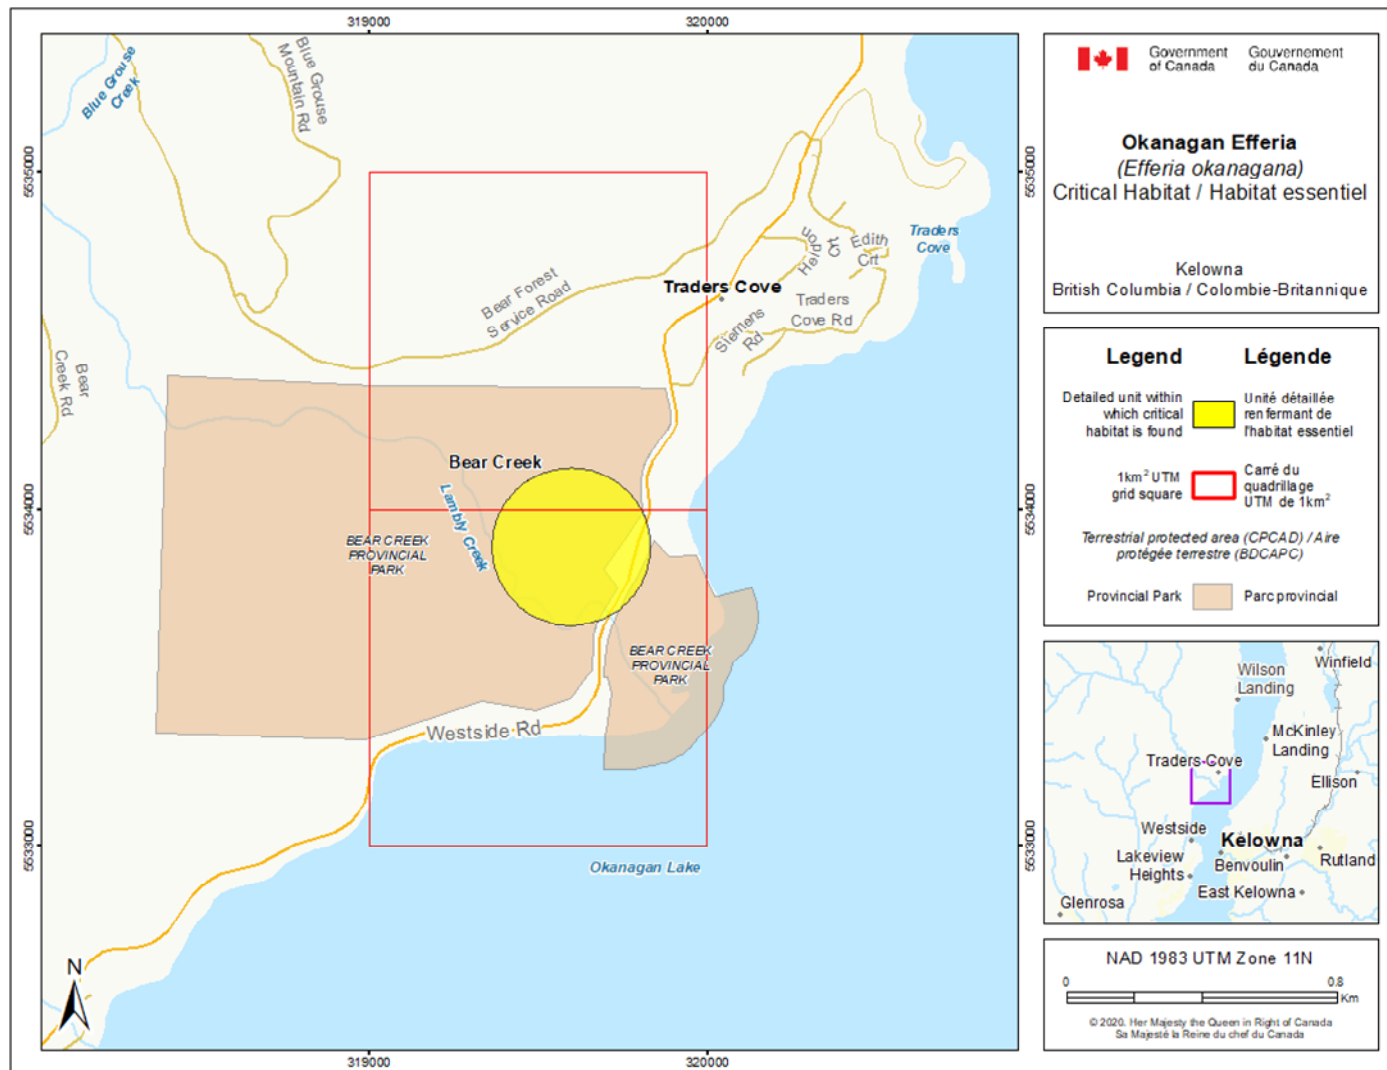 319000
320000
5535000
5534000
5533000
5535000
5534000
5533000
319000
320000
Blue Grouse
Creek
Blue Grouse
Mountain Rd
Bear
Creek Rd
Bear Forest
Service Road
Traders Cove
Helgdon
Crt
Edith
Crt
Traders
Cove
Siemens
Rd
Traders
Cove Rd
Bear Creek
Lambly Creek
BEAR CREEK
PROVINCIAL
PARK
BEAR CREEK
PROVINCIAL
PARK
Westside Rd
Okanagan Lake
N
Government
of Canada
Gouvernement
du Canada
Okanagan Efferia
(Efferia okanagana)
Critical Habitat / Habitat essentiel
Kelowna
British Columbia / Colombie-Britannique
Legend
Légende
Detailed unit within
which critical
habitat is found
Unité détaillée
renfermant de
l'habitat essentiel
1km² UTM
grid square
Carré du
quadrillage
UTM de 1km²
Terrestrial protected area (CPCAD) / Aire
protégée terrestre (BDCAPC)
Provincial Park
Parc provincial
Wilson
Landing
Winfield
McKinley
Landing
Traders Cove
Ellison
Westside
Kelowna
Lakeview
Heights
Benvoulin
Rutland
East Kelowna
Glenrosa
NAD 1983 UTM Zone 11N
0
0.8
Km
© 2020. Her Majesty the Queen in Right of Canada
Sa Majesté la Reine du chef du Canada